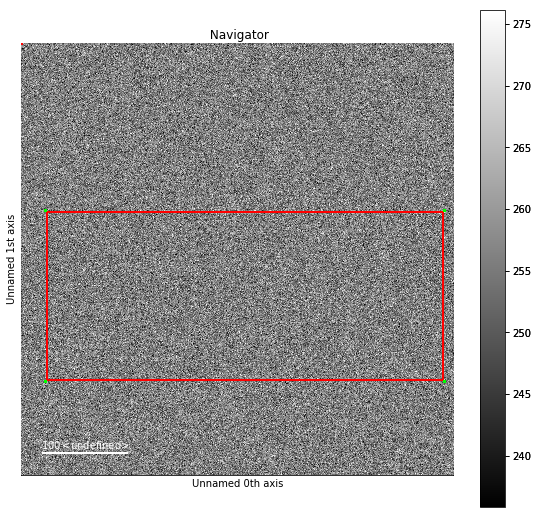 Navigator
275
270
265
260
255
250
245
240
Unnamed 1st axis
100 <undefined>
Unnamed 0th axis